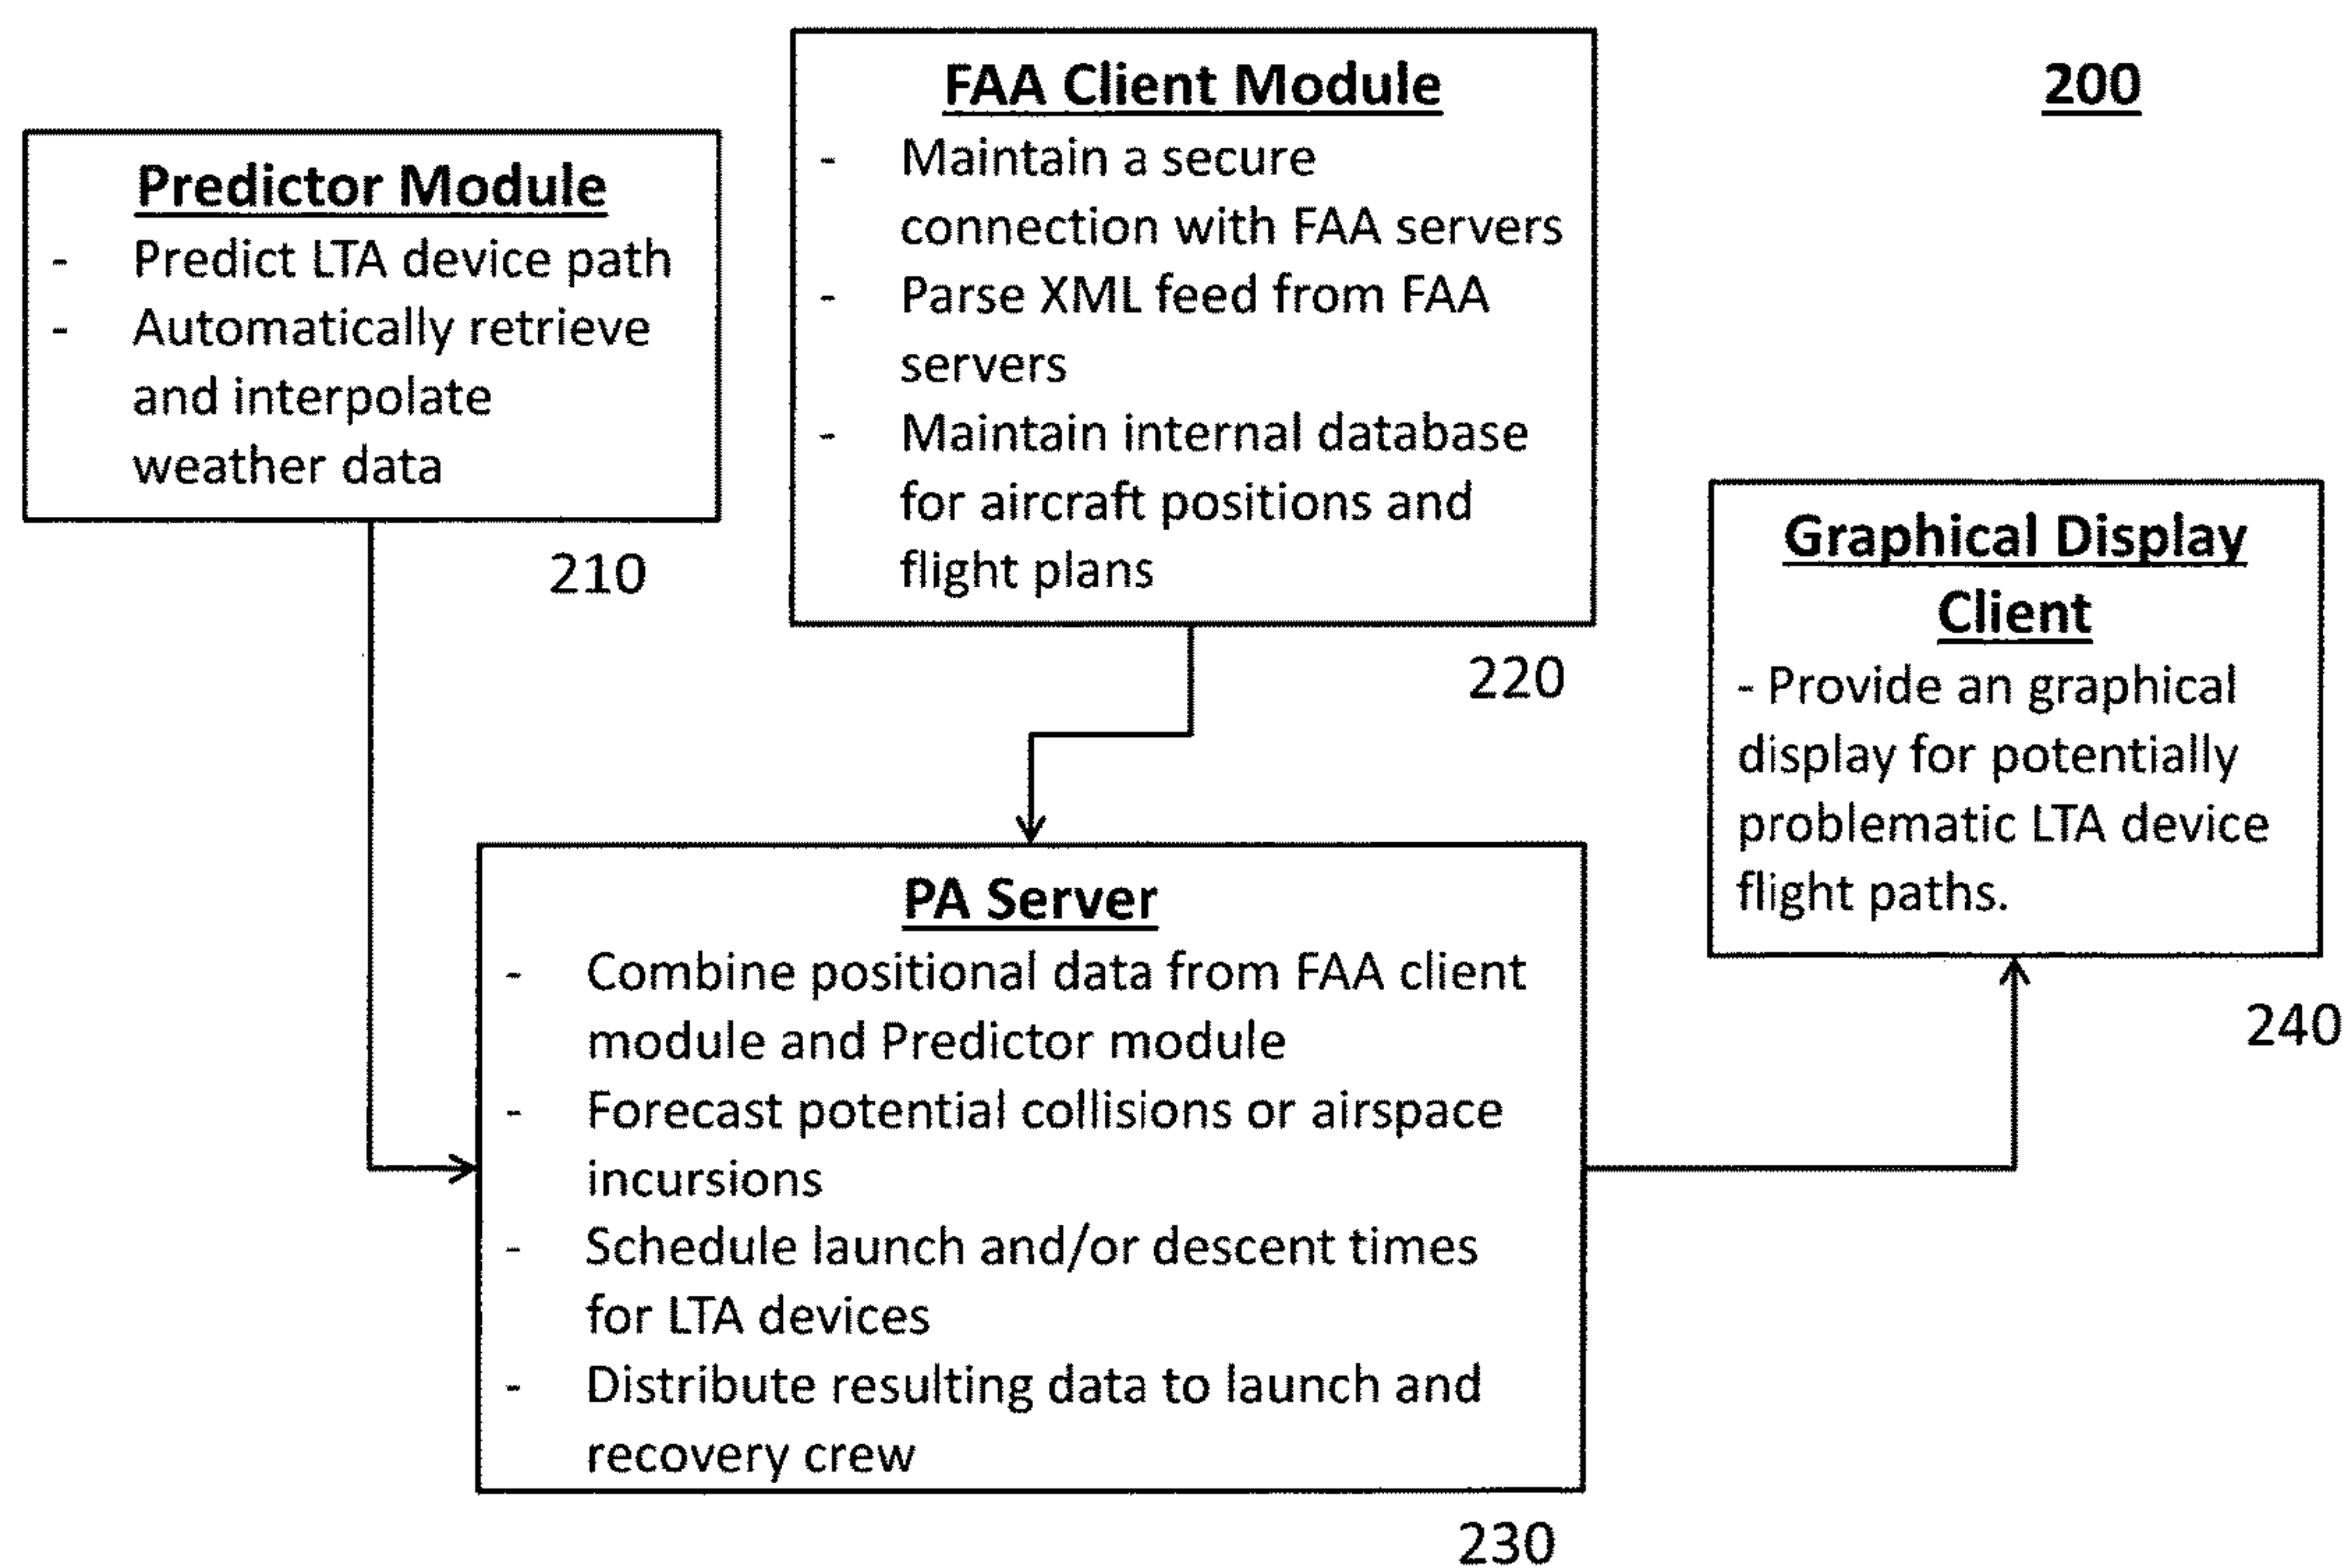 200
Predictor Module
- Predict LTA device path
- Automatically retrieve
and interpolate
weather data
210
FAA Client Module
- Maintain a secure
connection with FAA servers
- Parse XML feed from FAA
servers
- Maintain internal database
for aircraft positions and
flight plans
220
Graphical Display
Client
- Provide an graphical
display for potentially
problematic LTA device
flight paths.
240
PA Server
- Combine positional data from FAA client
module and Predictor module
- Forecast potential collisions or airspace
incursions
- Schedule launch and/or descent times
for LTA devices
- Distribute resulting data to launch and
recovery crew
230